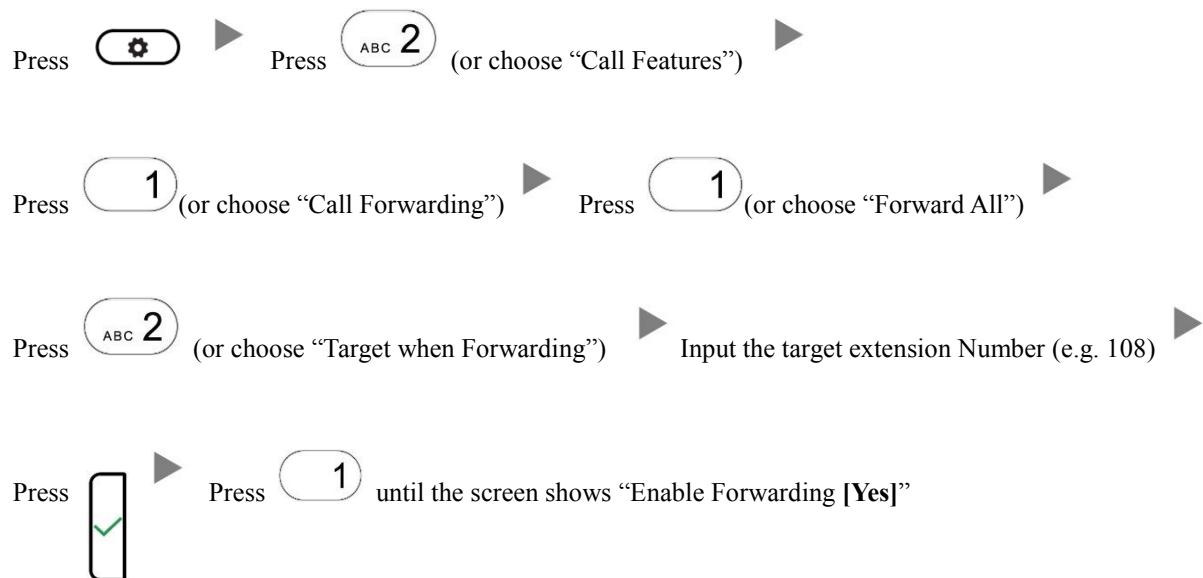 Press Press ABC 2 (or choose “Call Features”)
Press 1 (or choose “Call Forwarding”) Press 1 (or choose “Forward All”)
Press ABC 2 (or choose “Target when Forwarding”) Input the target extension Number (e.g. 108)
Press Press 1 until the screen shows “Enable Forwarding [Yes]”